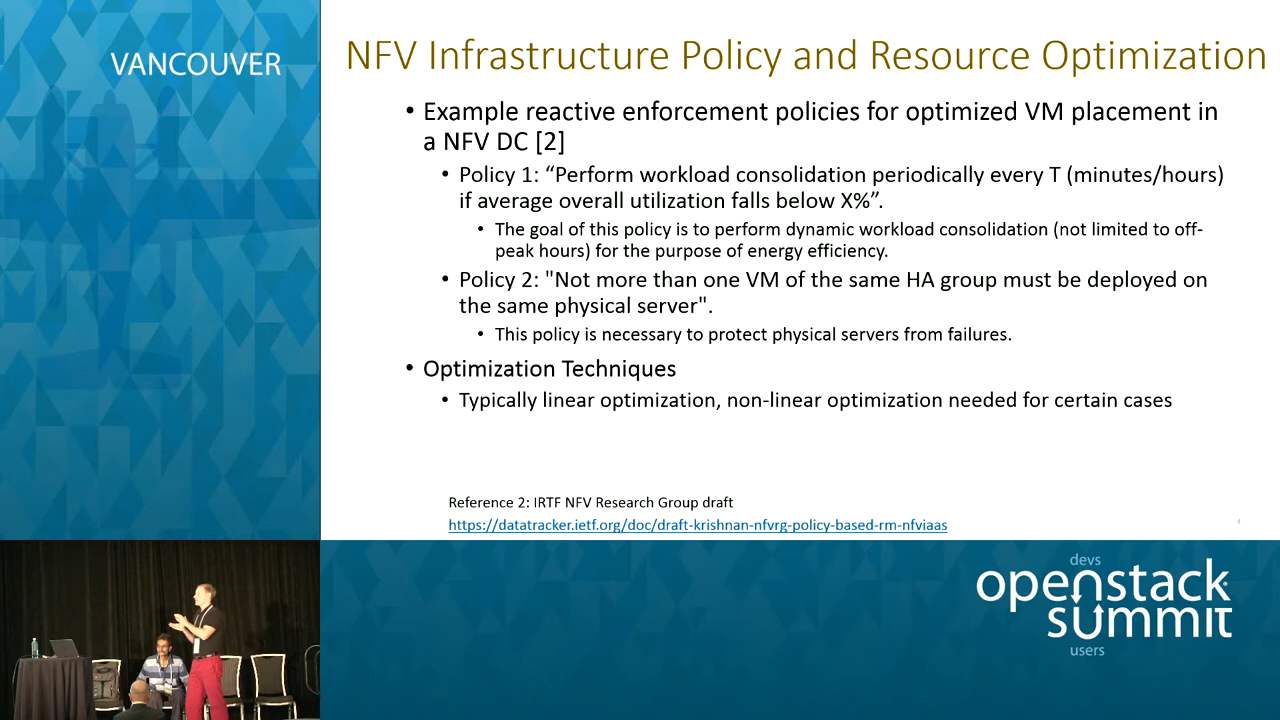 VANCOUVER
NFV Infrastructure Policy and Resource Optimization
• Example reactive enforcement policies for optimized VM placement in
a NFV DC [2]
• Policy 1: “Perform workload consolidation periodically every T (minutes/hours)
if average overall utilization falls below X%”.
• The goal of this policy is to perform dynamic workload consolidation (not limited to off-
peak hours) for the purpose of energy efficiency.
• Policy 2: "Not more than one VM of the same HA group must be deployed on
the same physical server".
• This policy is necessary to protect physical servers from failures.
• Optimization Techniques
• Typically linear optimization, non-linear optimization needed for certain cases
Reference 2: IRTF NFV Research Group draft
https://datatracker.ietf.org/doc/draft-krishnan-nfvrg-policy-based-rm-nfviaas
devs
openstack
summit
users